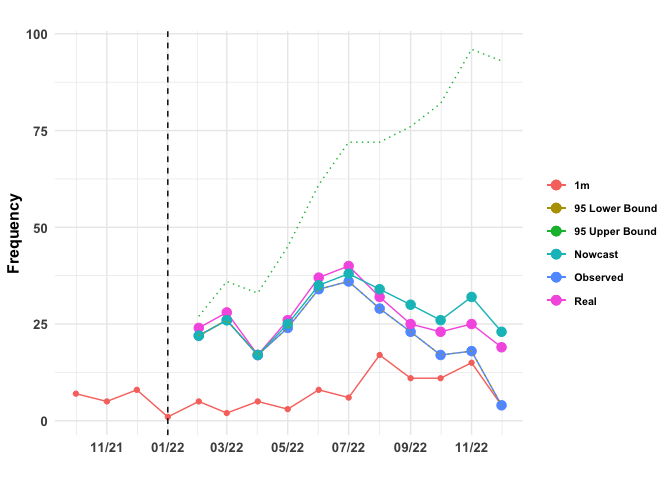 100
75
50
25
0
Frequency
11/21
01/22
03/22
05/22
07/22
09/22
11/22
1m
95 Lower Bound
95 Upper Bound
Nowcast
Observed
Real